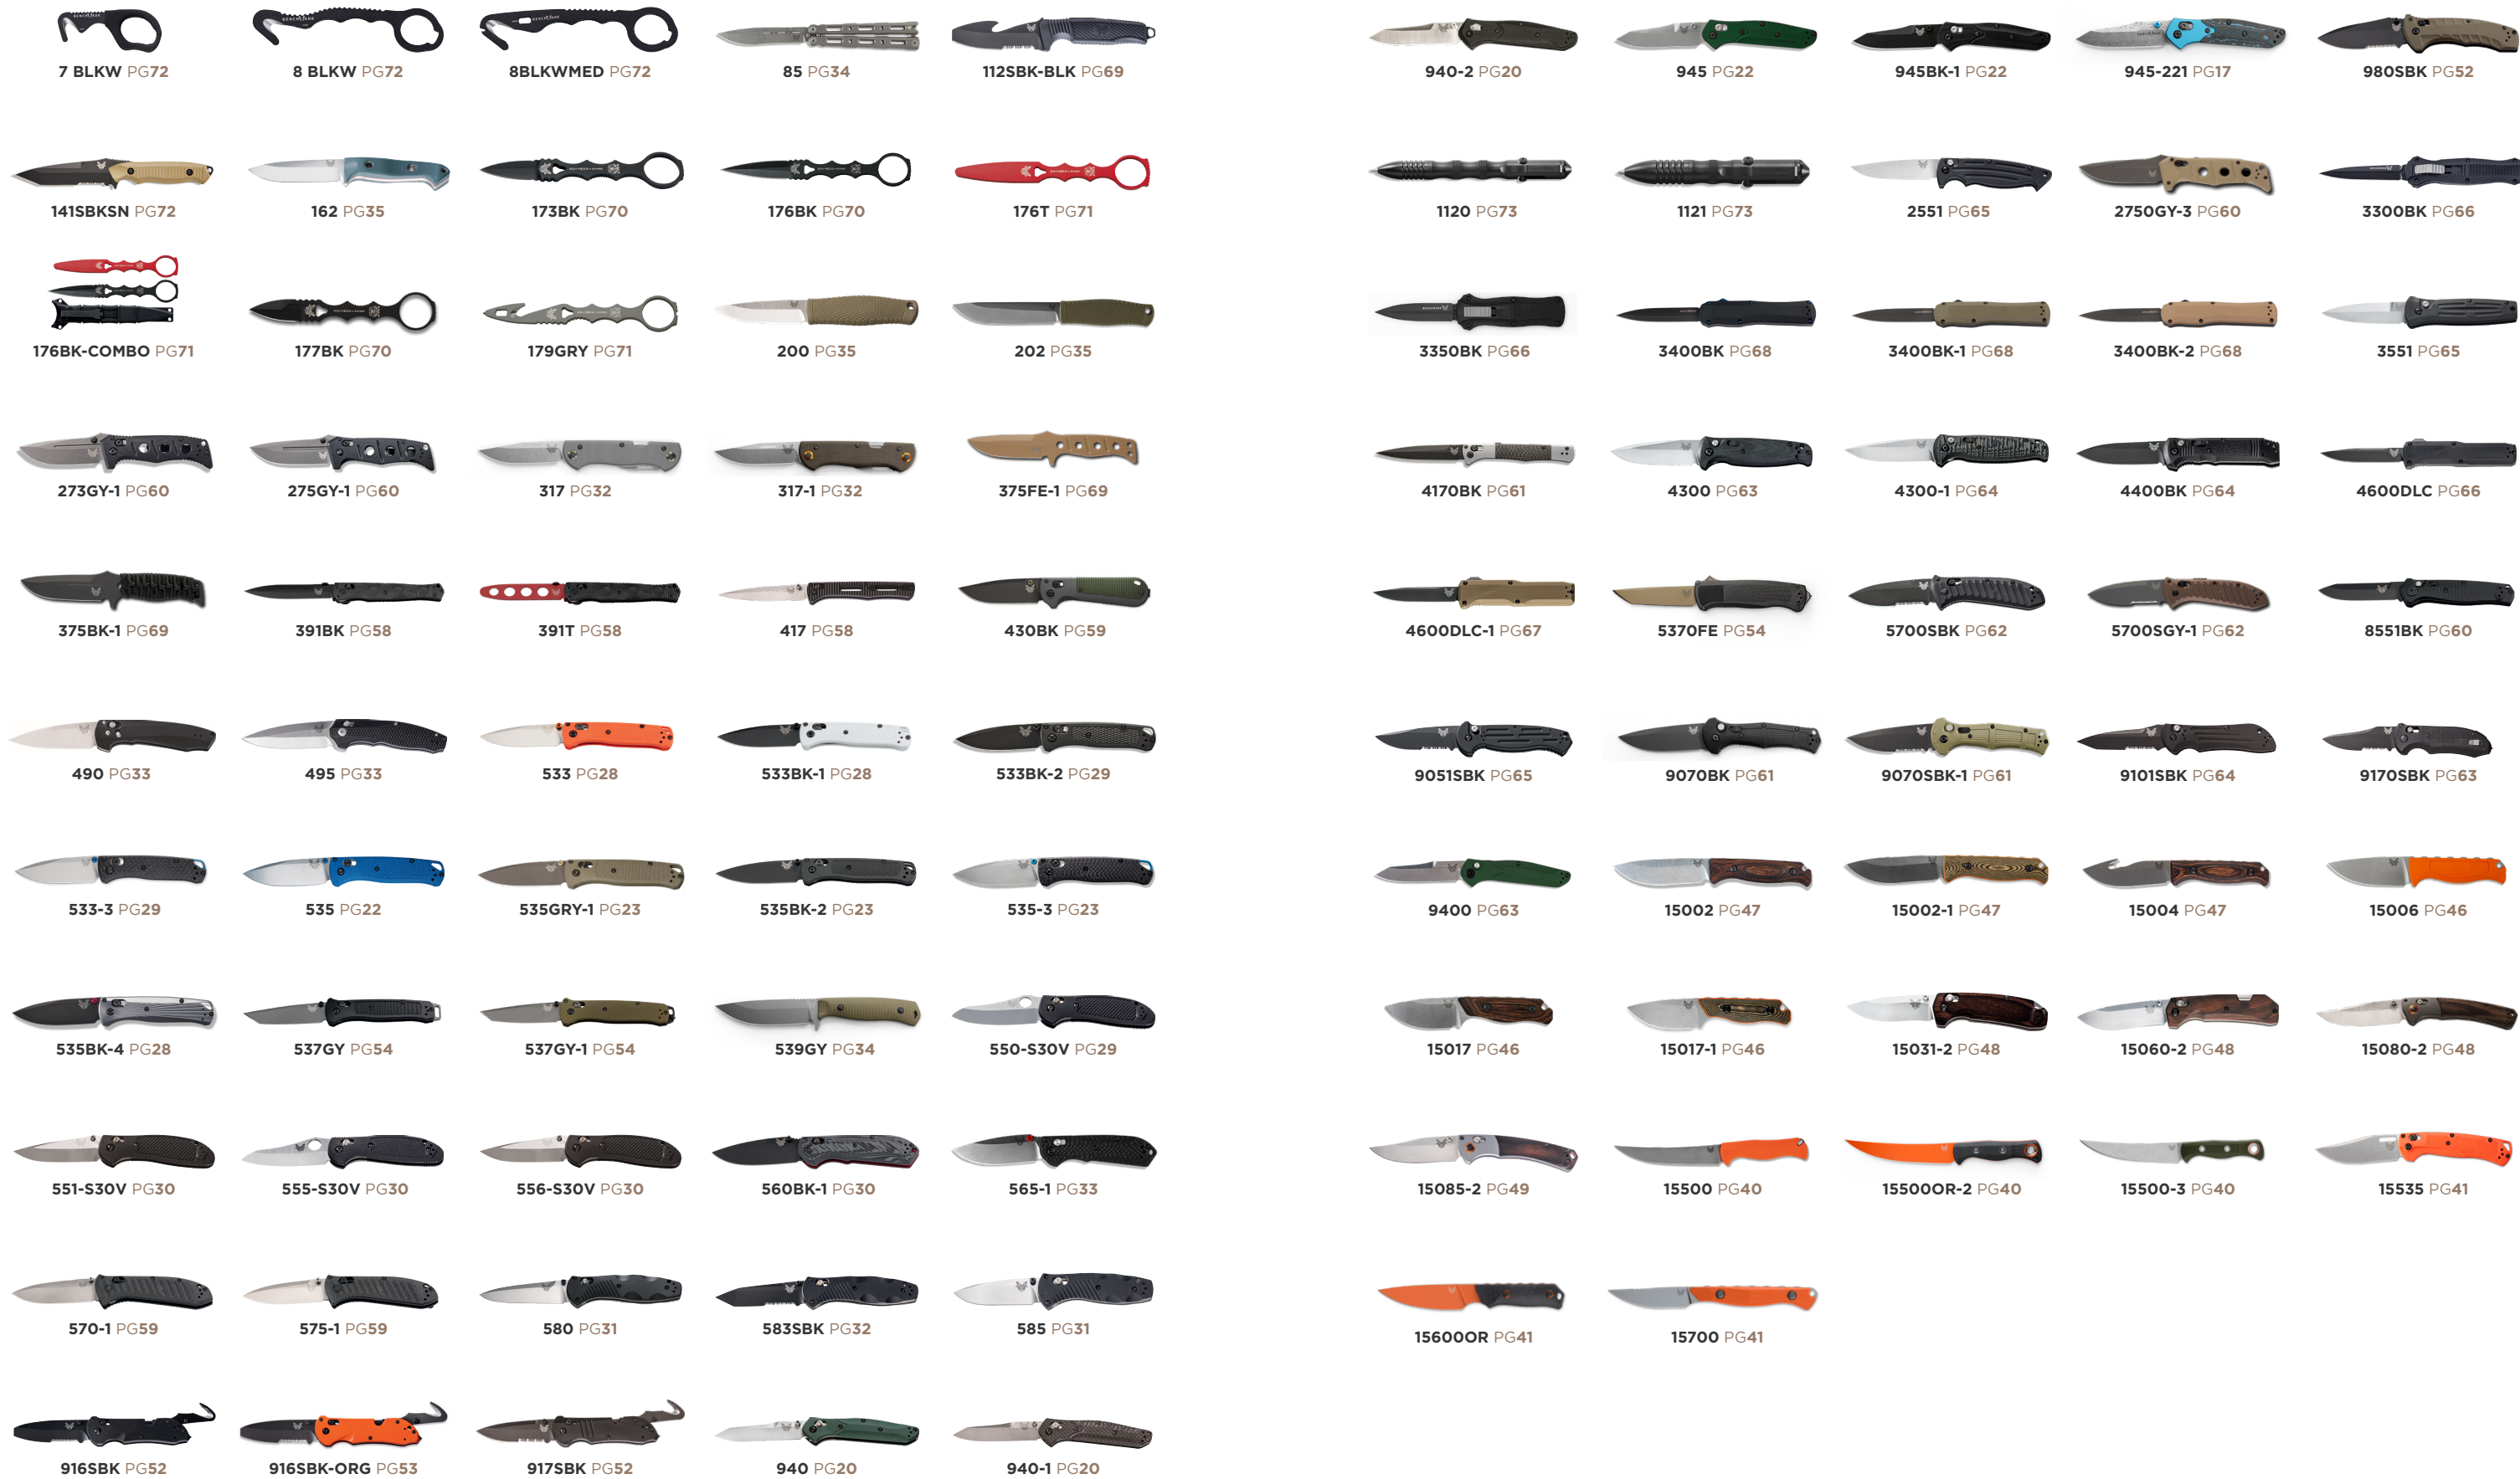 7 BLKW PG72
8 BLKW PG72
8BLKWMED PG72
85 PG34
112SBK-BLK PG69
141SBKSN PG72
162 PG35
173BK PG70
176BK PG70
176T PG71
176BK-COMBO PG71
177BK PG70
179GRY PG71
200 PG35
202 PG35
273GY-1 PG60
275GY-1 PG60
317 PG32
317-1 PG32
375FE-1 PG69
375BK-1 PG69
391BK PG58
391T PG58
417 PG58
430BK PG59
490 PG33
495 PG33
533 PG28
533BK-1 PG28
533BK-2 PG29
533-3 PG29
535 PG22
535GRY-1 PG23
535BK-2 PG23
535-3 PG23
535BK-4 PG28
537GY PG54
537GY-1 PG54
539GY PG34
550-S30V PG29
551-S30V PG30
555-S30V PG30
556-S30V PG30
560BK-1 PG30
565-1 PG33
570-1 PG59
575-1 PG59
580 PG31
583SBK PG32
585 PG31
916SBK PG52
916SBK-ORG PG53
917SBK PG52
940 PG20
940-1 PG20
940-2 PG20
945 PG22
945BK-1 PG22
945-221 PG17
980SBK PG52
1120 PG73
1121 PG73
2551 PG65
2750GY-3 PG60
3300BK PG66
3350BK PG66
3400BK PG68
3400BK-1 PG68
3400BK-2 PG68
3551 PG65
4170BK PG61
4300 PG63
4300-1 PG64
4400BK PG64
4600DLC PG66
4600DLC-1 PG67
5370FE PG54
5700SBK PG62
5700SGY-1 PG62
8551BK PG60
9051SBK PG65
9070BK PG61
9070SBK-1 PG61
9101SBK PG64
9170SBK PG63
9400 PG63
15002 PG47
15002-1 PG47
15004 PG47
15006 PG46
15017 PG46
15017-1 PG46
15031-2 PG48
15060-2 PG48
15080-2 PG48
15085-2 PG49
15500 PG40
15500OR-2 PG40
15500-3 PG40
15535 PG41
15600OR PG41
15700 PG41